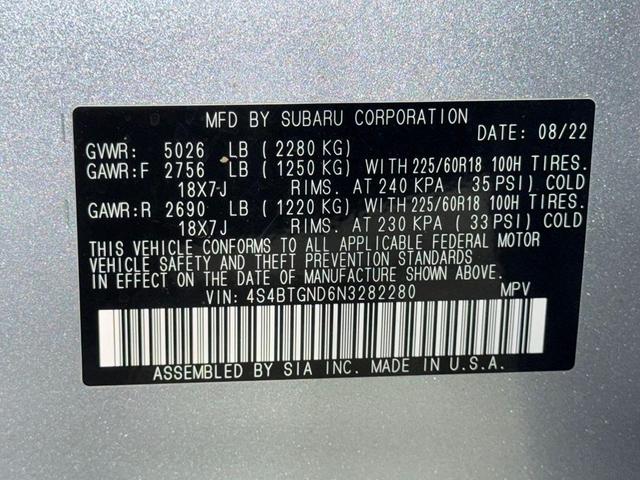 MFD BY SUBARU CORPORATION
DATE: 08/22
GVWR: 5026 LB (2280 KG)
GAWR:F 2756 LB (1250 KG) WITH 225/60R18 100H TIRES.
18X7J RIMS. AT 240 KPA (35 PSI) COLD
GAWR:R 2690 LB (1220 KG) WITH 225/60R18 100H TIRES.
18X7J RIMS. AT 230 KPA (33 PSI) COLD
THIS VEHICLE CONFORMS TO ALL APPLICABLE FEDERAL MOTOR
VEHICLE SAFETY AND THEFT PREVENTION STANDARDS
IN EFFECT ON THE DATE OF MANUFACTURE SHOWN ABOVE.
VIN: 4S4BTGND6N3282280 MPV
ASSEMBLED BY SIA INC. MADE IN U.S.A.